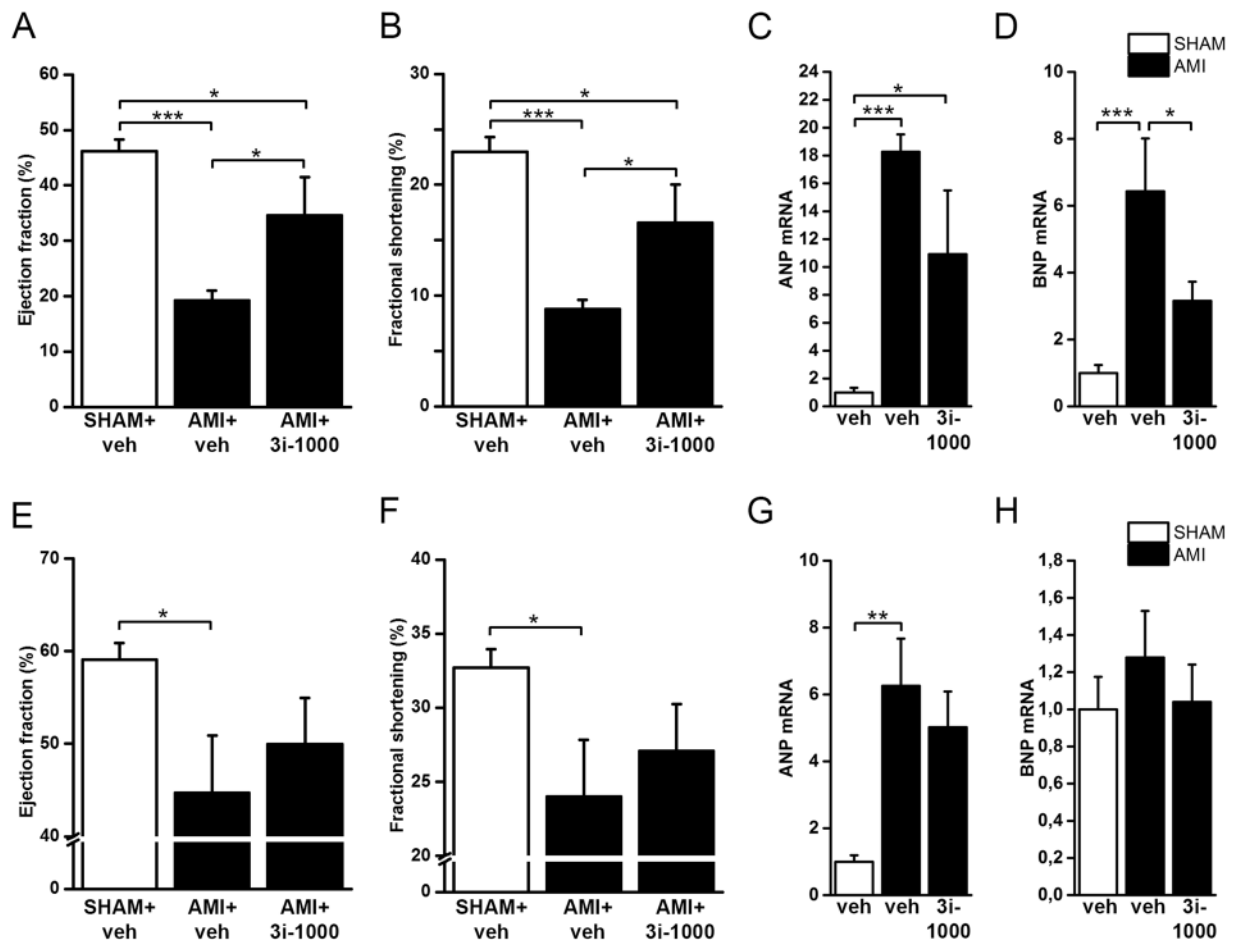 A
B
C
D
SHAM
AMI
Ejection fraction (%)
60
50
40
30
20
10
0
*
***
*
SHAM+ AMI+ AMI+
veh veh 3i-1000
Fractional shortening (%)
30
20
10
0
*
***
*
SHAM+ AMI+ AMI+
veh veh 3i-1000
ANP mRNA
24
22
20
18
16
14
12
10
8
6
4
2
0
*
***
veh veh 3i-
1000
BNP mRNA
10
8
6
4
2
0
*** *
veh veh 3i-
1000
E
F
G
H
SHAM
AMI
Ejection fraction (%)
70
60
50
40
0
*
SHAM+ AMI+ AMI+
veh veh 3i-1000
Fractional shortening (%)
40
35
30
25
20
0
*
SHAM+ AMI+ AMI+
veh veh 3i-1000
ANP mRNA
10
8
6
4
2
0
**
veh veh 3i-
1000
BNP mRNA
1,8
1,6
1,4
1,2
1,0
0,8
0,6
0,4
0,2
0,0
veh veh 3i-
1000